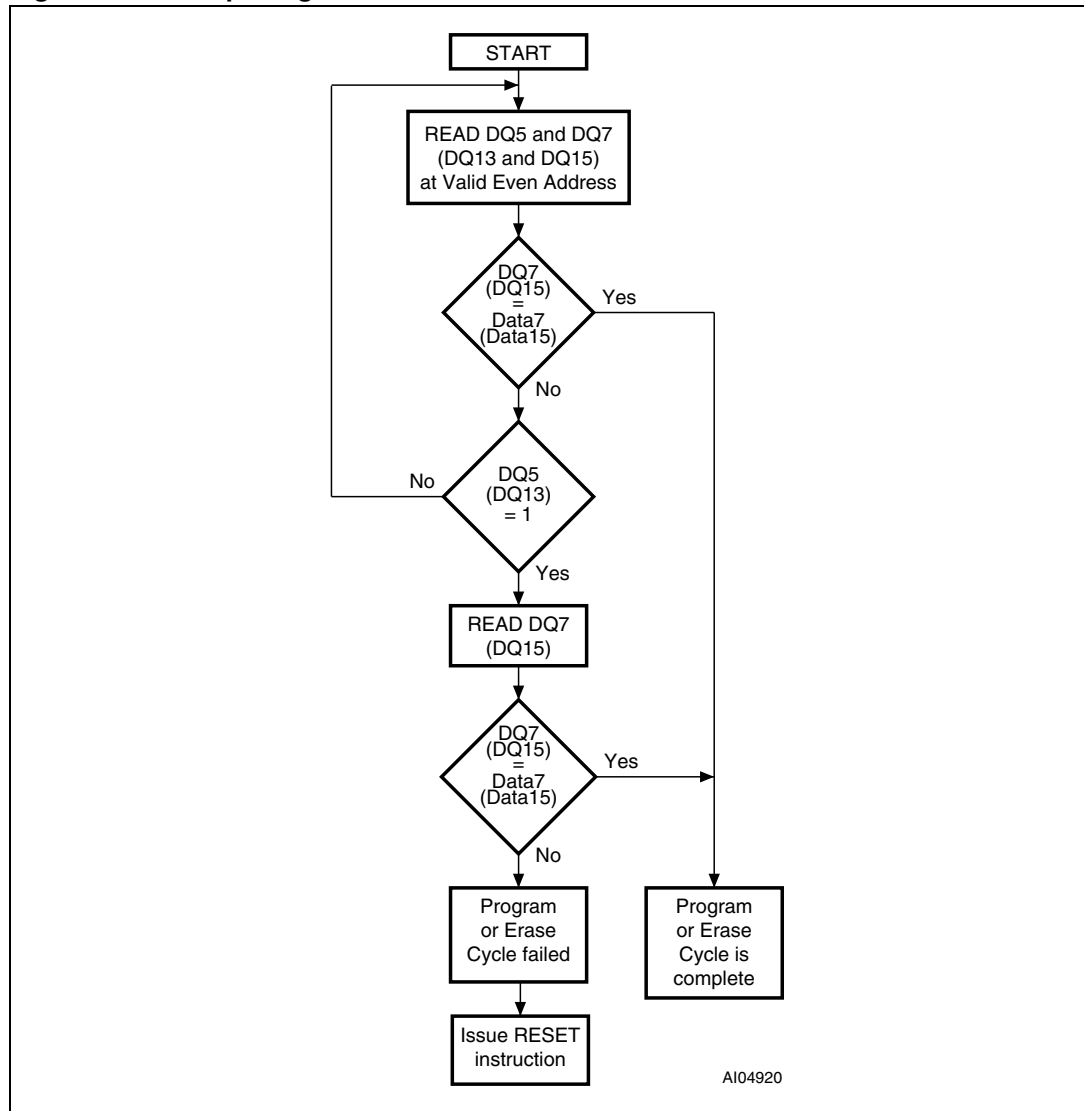 START
READ DQ5 and DQ7
(DQ13 and DQ15)
at Valid Even Address
DQ7
(DQ15)
=
Data7
(Data15)
Yes
No
DQ5
(DQ13)
= 1
No
Yes
READ DQ7
(DQ15)
DQ7
(DQ15)
=
Data7
(Data15)
Yes
No
Program
or Erase
Cycle failed
Program
or Erase
Cycle is
complete
Issue RESET
instruction
AI04920